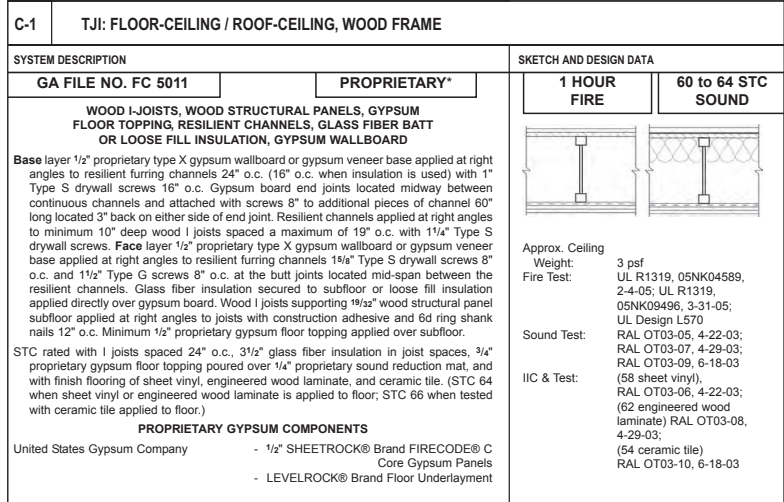 C-1 TJI: FLOOR-CEILING / ROOF-CEILING, WOOD FRAME
SYSTEM DESCRIPTION
GA FILE NO. FC 5011 PROPRIETARY*
WOOD I-JOISTS, WOOD STRUCTURAL PANELS, GYPSUM
FLOOR TOPPING, RESILIENT CHANNELS, GLASS FIBER BATT
OR LOOSE FILL INSULATION, GYPSUM WALLBOARD
Base layer 1/2" proprietary type X gypsum wallboard or gypsum veneer base applied at right
angles to resilient furring channels 24" o.c. (16" o.c. when insulation is used) with 1"
Type S drywall screws 16" o.c. Gypsum board end joints located midway between
continuous channels and attached with screws 8" to additional pieces of channel 60"
long located 3" back on either side of end joint. Resilient channels applied at right angles
to minimum 10" deep wood I joists spaced a maximum of 19" o.c. with 11/4" Type S
drywall screws. Face layer 1/2" proprietary type X gypsum wallboard or gypsum veneer
base applied at right angles to resilient furring channels 15/8" Type S drywall screws 8"
o.c. and 11/2" Type G screws 8" o.c. at the butt joints located mid-span between the
resilient channels. Glass fiber insulation secured to subfloor or loose fill insulation
applied directly over gypsum board. Wood I joists supporting 19/32" wood structural panel
subfloor applied at right angles to joists with construction adhesive and 6d ring shank
nails 12" o.c. Minimum 1/2" proprietary gypsum floor topping applied over subfloor.
STC rated with I joists spaced 24" o.c., 31/2" glass fiber insulation in joist spaces, 3/4"
proprietary gypsum floor topping poured over 1/4" proprietary sound reduction mat, and
with finish flooring of sheet vinyl, engineered wood laminate, and ceramic tile. (STC 64
when sheet vinyl or engineered wood laminate is applied to floor; STC 66 when tested
with ceramic tile applied to floor.)
PROPRIETARY GYPSUM COMPONENTS
United States Gypsum Company - 1/2" SHEETROCK® Brand FIRECODE® C
Core Gypsum Panels
- LEVELROCK® Brand Floor Underlayment
SKETCH AND DESIGN DATA
1 HOUR
FIRE
60 to 64 STC
SOUND
Approx. Ceiling
Weight: 3 psf
Fire Test: UL R1319, 05NK04589,
2-4-05; UL R1319,
05NK09496, 3-31-05;
UL Design L570
Sound Test: RAL OT03-05, 4-22-03;
RAL OT03-07, 4-29-03;
RAL OT03-09, 6-18-03
IIC & Test: (58 sheet vinyl),
RAL OT03-06, 4-22-03;
(62 engineered wood
laminate) RAL OT03-08,
4-29-03;
(54 ceramic tile)
RAL OT03-10, 6-18-03